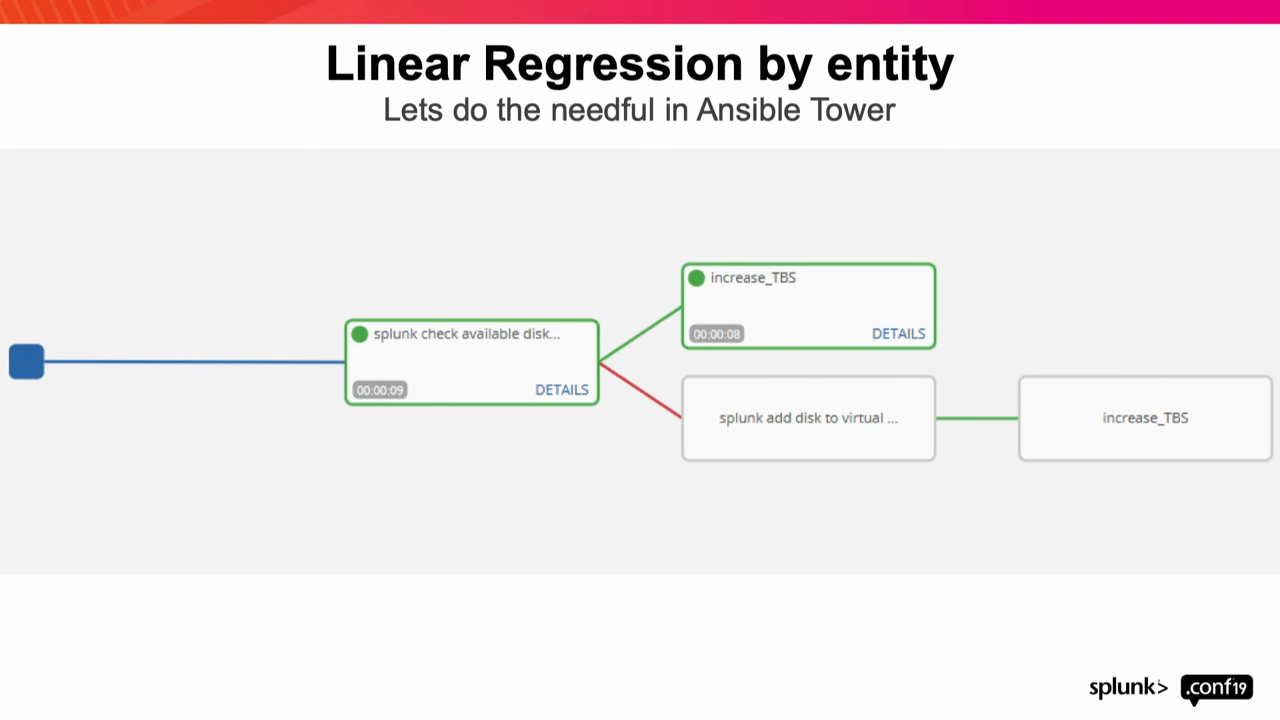 Linear Regression by entity
Lets do the needful in Ansible Tower
increase_TBS
00:00:08
DETAILS
splunk check available disk...
00:00:09
DETAILS
splunk add disk to virtual ...
increase_TBS
splunk> .conf19